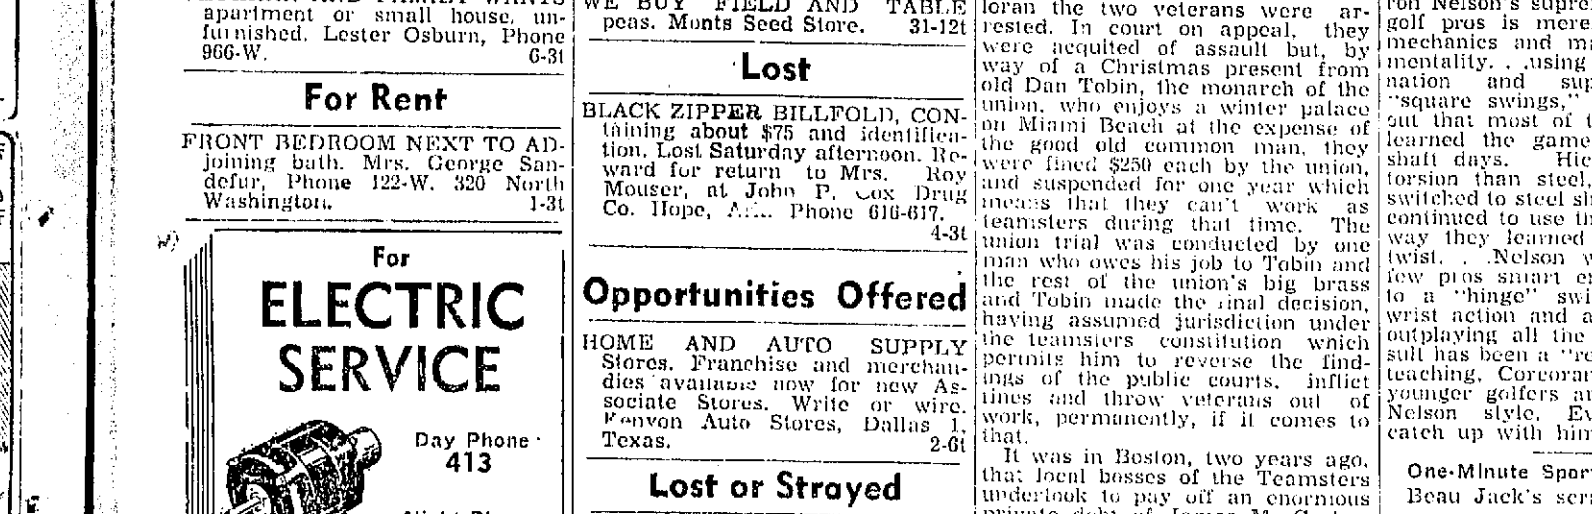 apartment or small house, un-
furnished. Lester Osburn, Phone
966-W. 6-3t
For Rent
FRONT BEDROOM NEXT TO AD-
joining bath. Mrs. George San-
defur, Phone 122-W. 320 North
Washington. 1-3t
For
ELECTRIC
SERVICE
Day Phone
413
WE BUY FIELD AND TABLE
peas. Monts Seed Store. 31-12t
Lost
BLACK ZIPPER BILLFOLD, CON-
taining about $75 and identifica-
tion. Lost Saturday afternoon. Re-
ward for return to Mrs. Roy
Mouser, at John P. Cox Drug
Co. Hope, Phone 616-617.
4-3t
Opportunities Offered
HOME AND AUTO SUPPLY
Stores. Franchise and merchan-
dies available now for new As-
sociate Stores. Write or wire.
Kenyon Auto Stores, Dallas 1,
Texas. 2-6t
Lost or Strayed
loran the two veterans were ar-
rested. In court on appeal, they
were acquited of assault but, by
way of a Christmas present from
old Dan Tobin, the monarch of the
union, who enjoys a winter palace
on Miami Beach at the expense of
the good old common man, they
were fined $250 each by the union,
and suspended for one year which
means that they can't work as
teamsters during that time. The
union trial was conducted by one
man who owes his job to Tobin and
the rest of the union's big brass
and Tobin made the final decision,
having assumed jurisdiction under
the teamsters constitution which
permits him to reverse the find-
ings of the public courts, inflict
fines and throw veterans out of
work, permanently, if it comes to
that.
It was in Boston, two years ago,
that local bosses of the Teamsters
undertook to pay off an enormous
ron Nelson's supre
golf pros is mere
mechanics and m
mentality. . .using
nation and sup
"square swings,"
out that most of t
learned the game
shaft days. Hic
torsion than steel,
switched to steel sh
continued to use th
way they learned
twist. . .Nelson w
few pros smart e
to a "hinge" swi
wrist action and a
outplaying all the
sult has been a "re
teaching, Corcoran
younger golfers a
Nelson style, Ev
catch up with him
One-Minute Spor
Beau Jack's scr